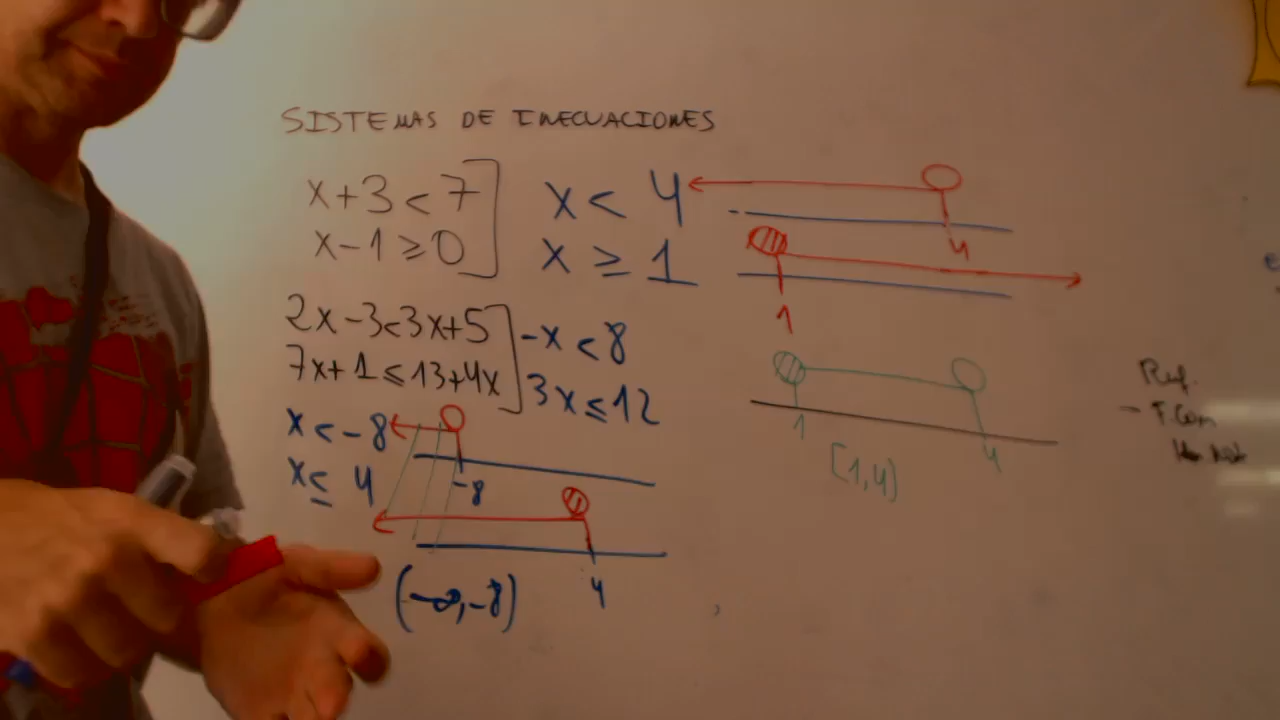 SISTEMAS DE INECUACIONES
x+3<7
x-1≥0
x < 4
x ≥ 1
4
1
2x-3<3x+5
7x+1≤13+4x
-x < 8
3x≤12
x < -8
x ≤ 4
-8
4
(-∞,-8)
1 4
[1,4)
Ref.